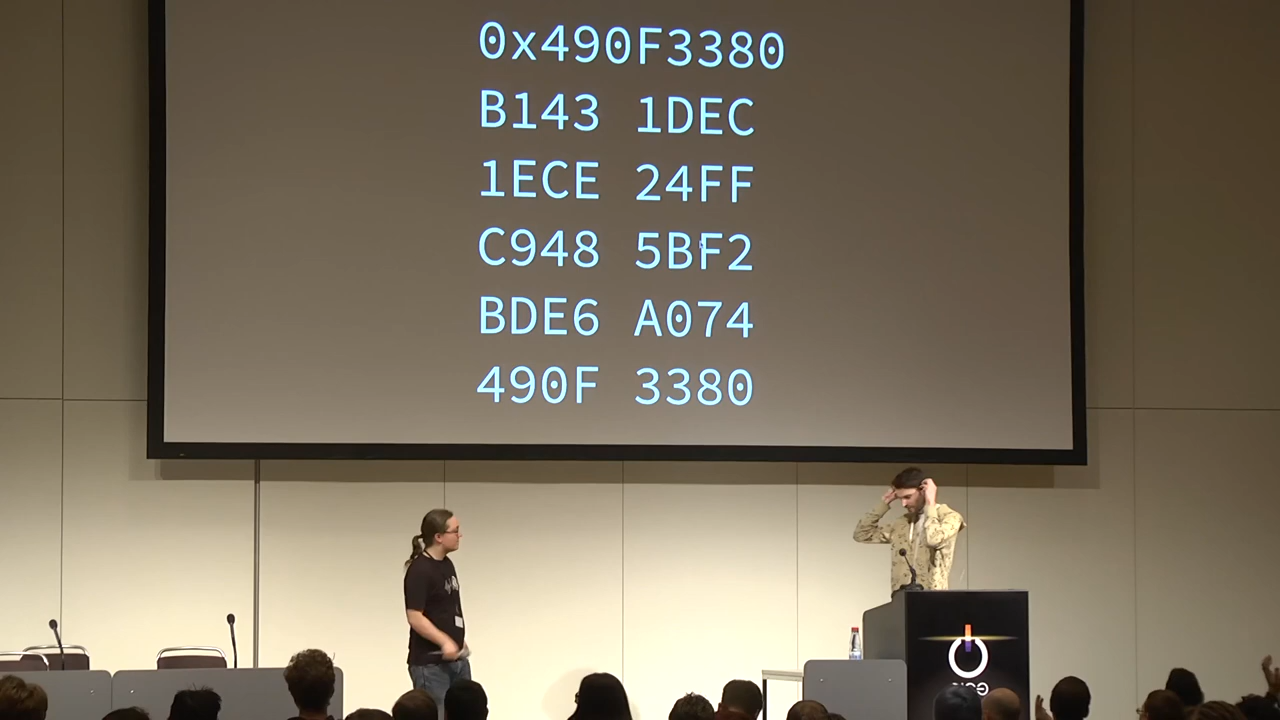 0x490F3380
B143 1DEC
1ECE 24FF
C948 5BF2
BDE6 A074
490F 3380